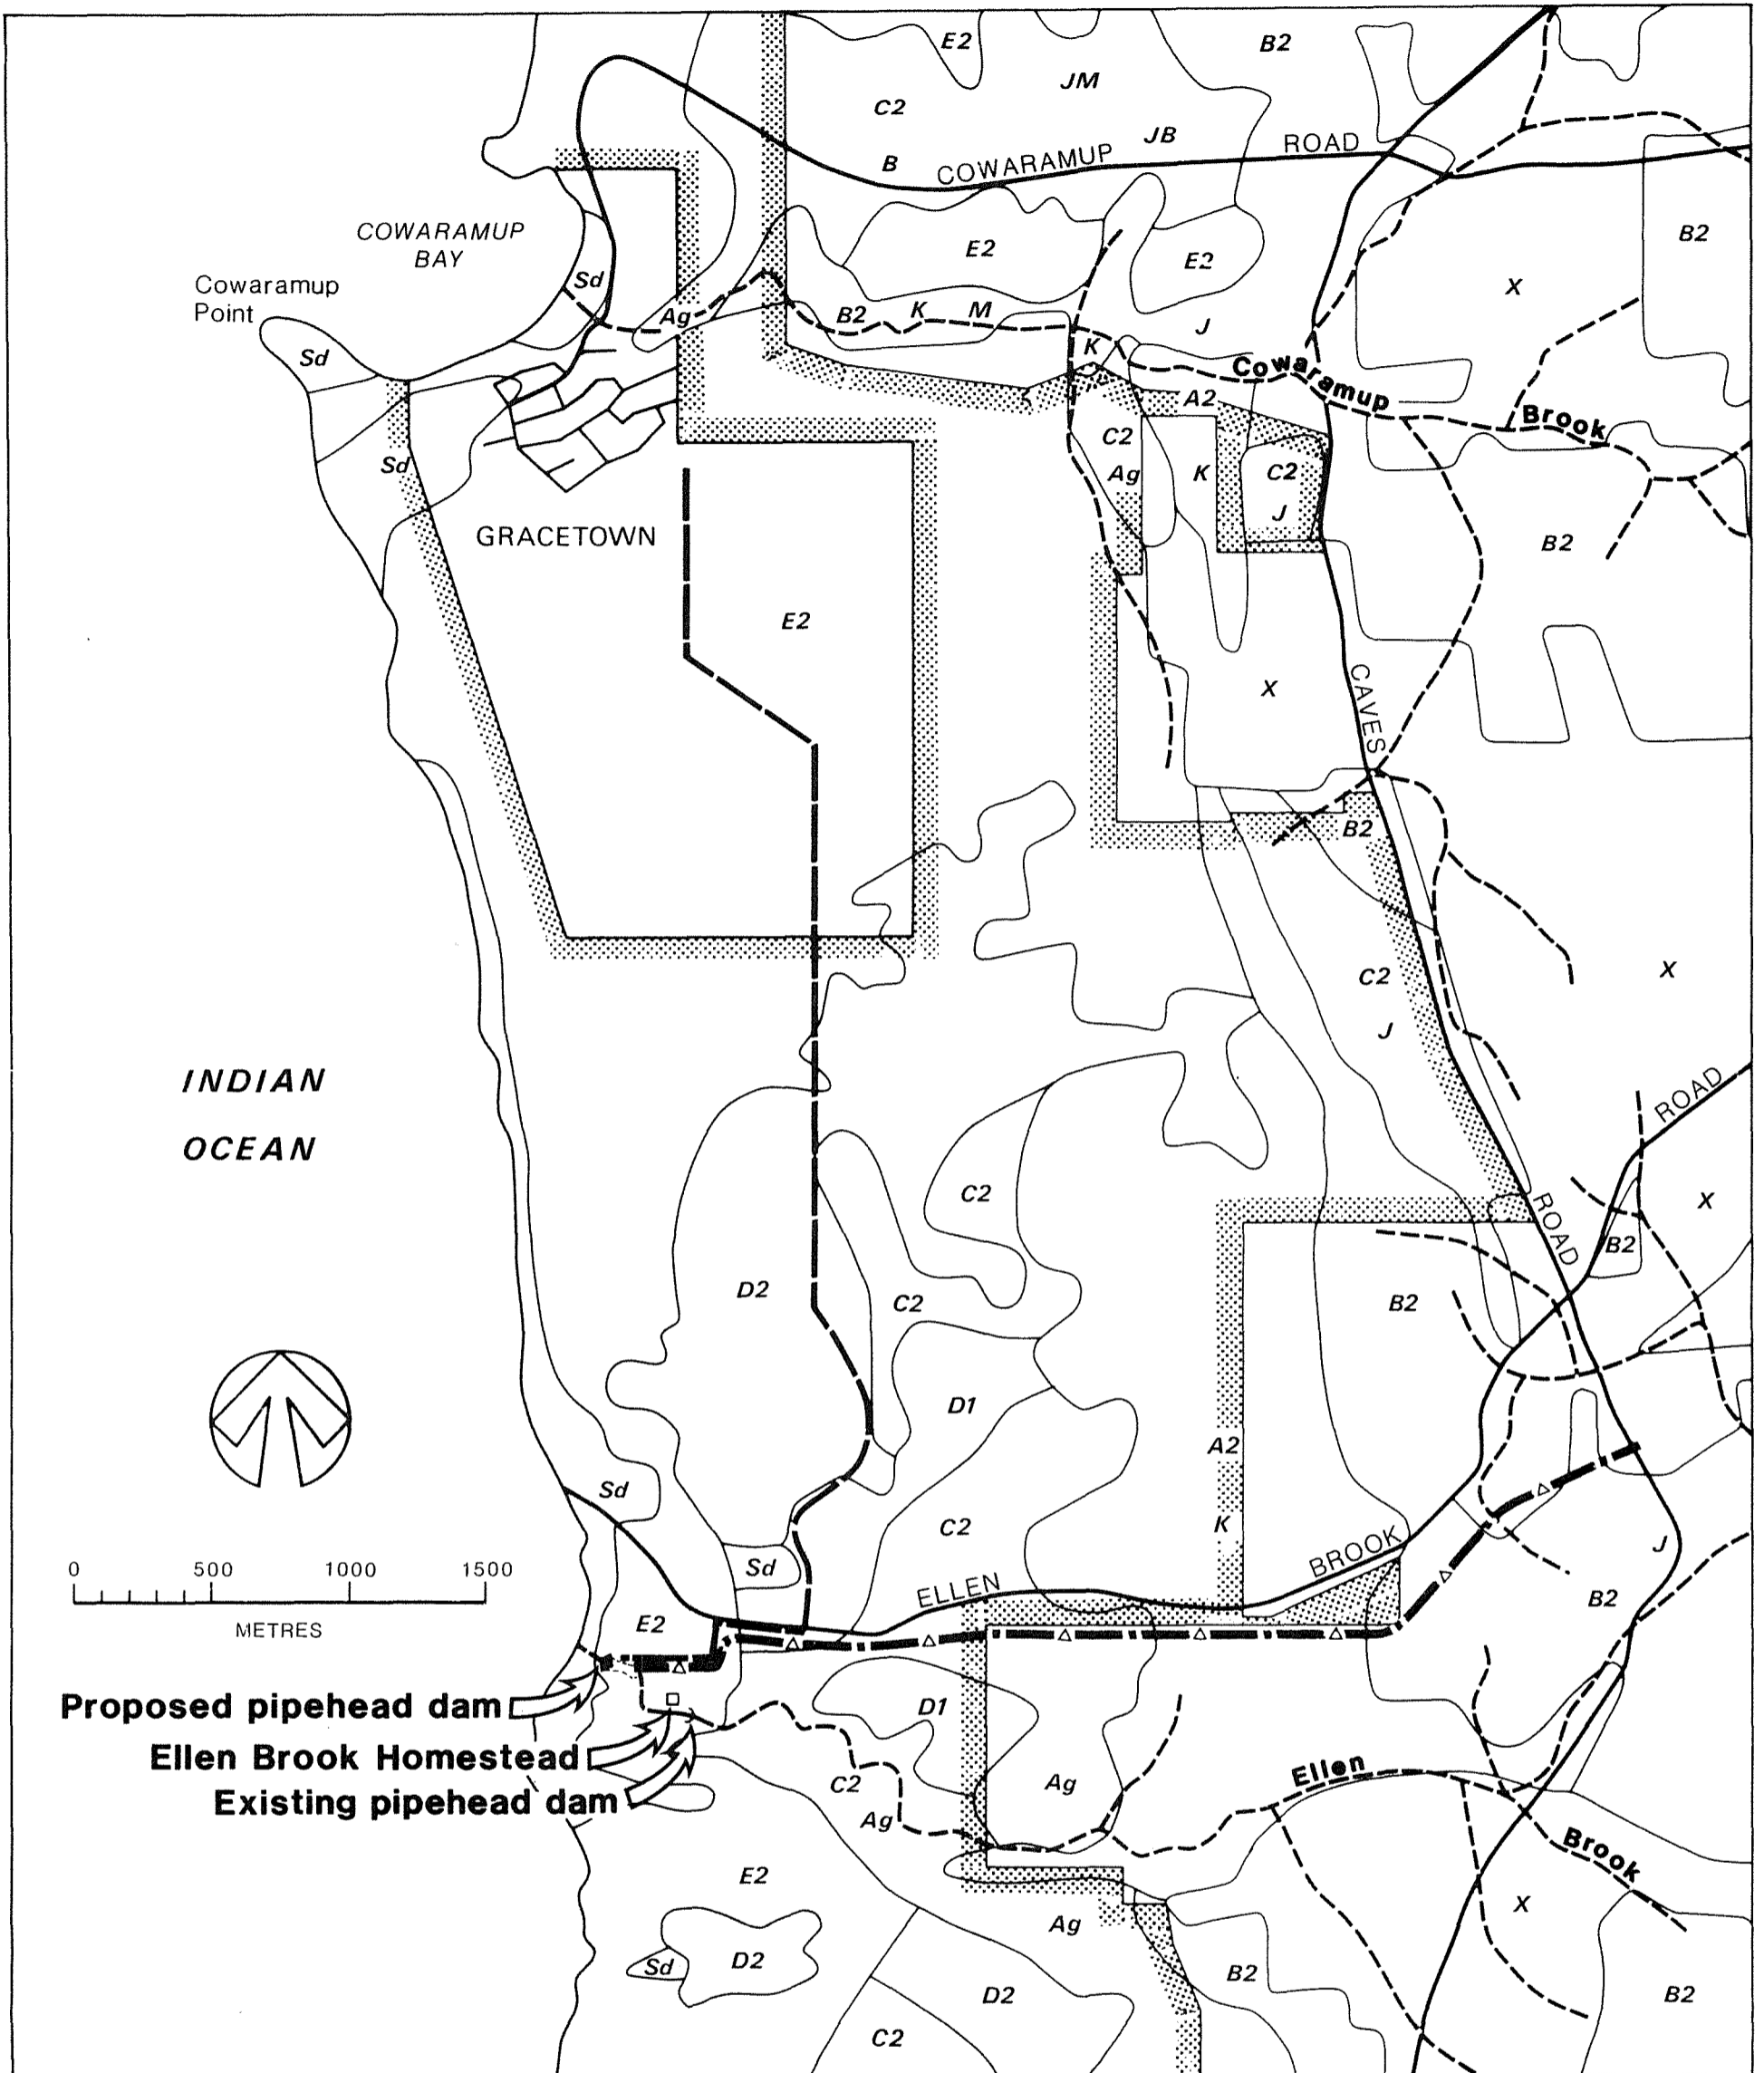 E2
B2
JM
C2
JB
B
COWARAMUP
ROAD
COWARAMUP
BAY
B2
E2
E2
Sd
Cowaramup
Point
X
Ag
B2
K
M
J
K
Sd
Cowaramup
Brook
A2
C2
Sd
Ag
K
C2
J
GRACETOWN
B2
E2
X
CAVES
B2
C2
X
J
INDIAN
OCEAN
ROAD
C2
X
ROAD
B2
D2
C2
B2
D1
A2
Sd
C2
K
BROOK
J
0 500 1000 1500
METRES
Sd
ELLEN
B2
E2
Proposed pipehead dam
D1
Ellen Brook Homestead
Ellen
C2
Ag
Existing pipehead dam
Ag
Brook
E2
X
Ag
Sd
D2
B2
D2
B2
C2